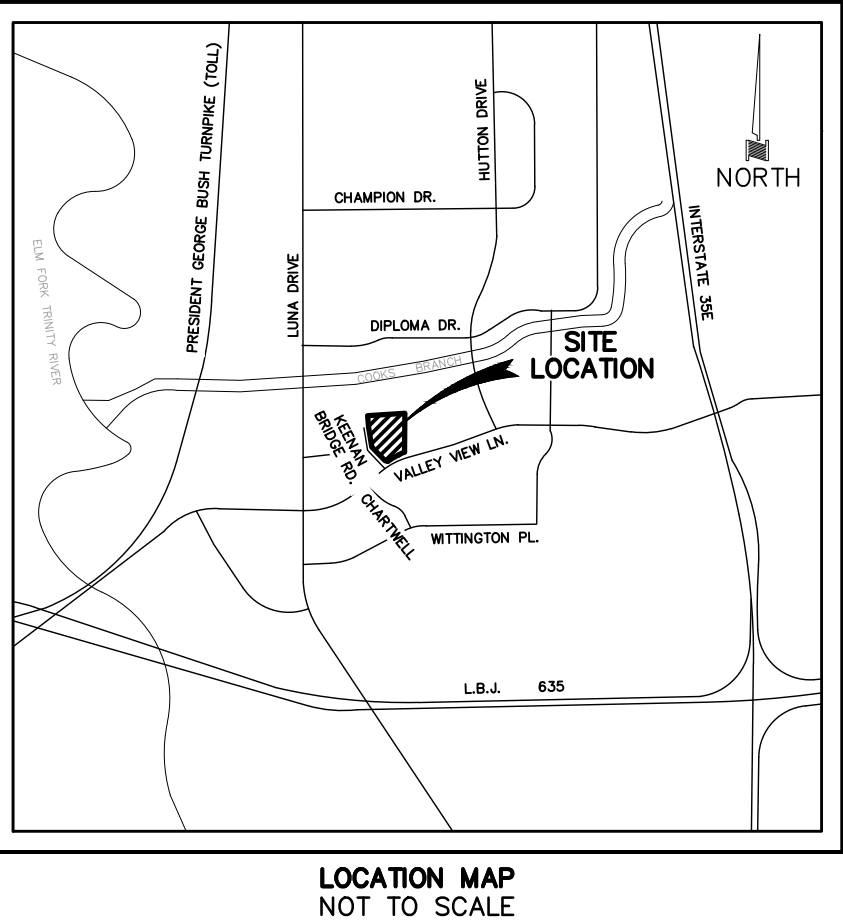 PRESIDENT GEORGE BUSH TURNPIKE (TOLL)
HUTTON DRIVE
NORTH
CHAMPION DR.
INTERSTATE 35E
ELM FORK TRINITY RIVER
LUNA DRIVE
DIPLOMA DR.
SITE
LOCATION
COOKS BRANCH
KEENAN
BRIDGE RD.
VALLEY VIEW LN.
CHARTWELL
WITTINGTON PL.
L.B.J. 635
LOCATION MAP
NOT TO SCALE